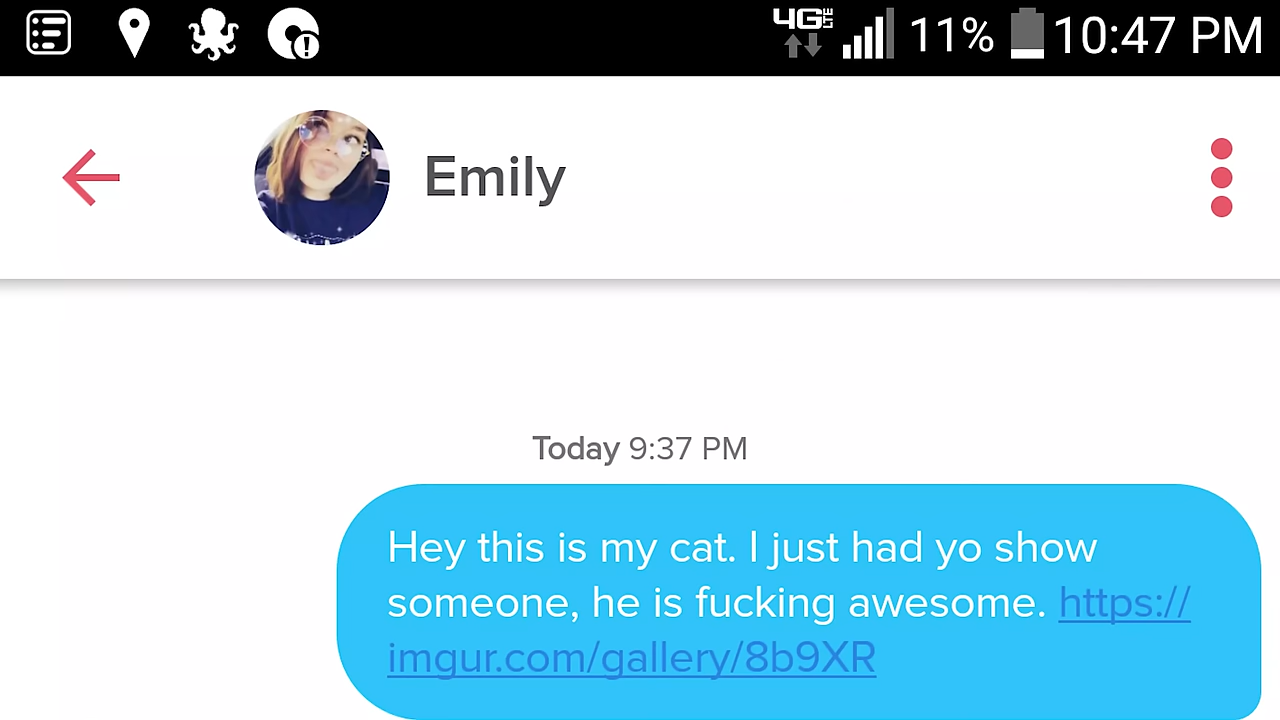 4G LTE 11% 10:47 PM
Emily
Today 9:37 PM
Hey this is my cat. I just had yo show
someone, he is fucking awesome. https://
imgur.com/gallery/8b9XR